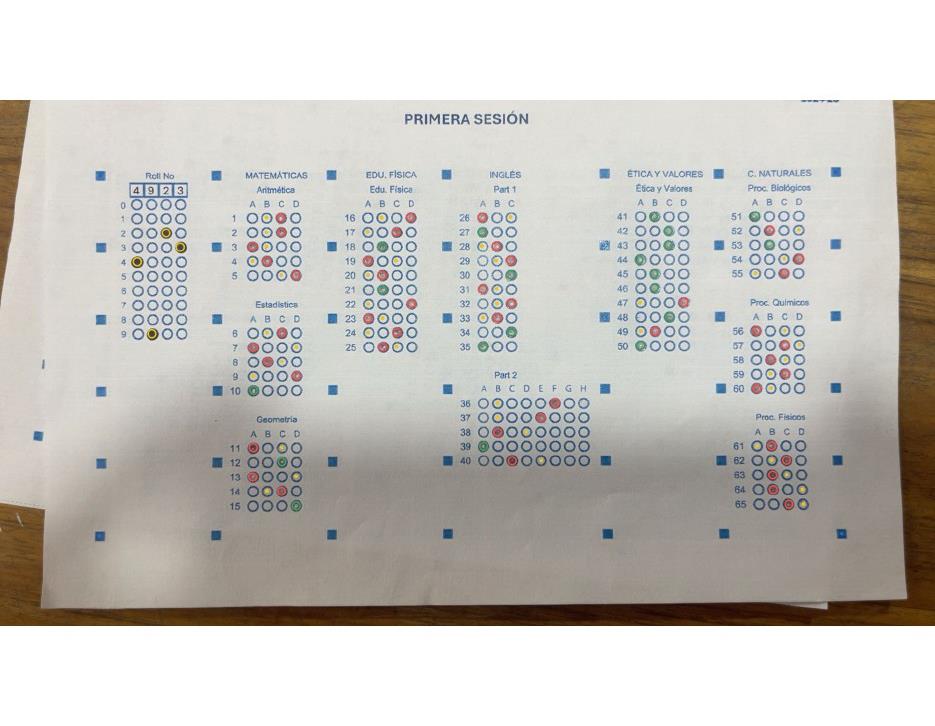 PRIMERA SESIÓN
Roll No
4 9 2 3
0
1
2
3
4
5
6
7
8
9
MATEMÁTICAS
Aritmética
A B C D
1
2
3
4
5
Estadística
6
7
8
9
10
Geometría
A B C D
11
12
13
14
15
EDU. FÍSICA
Edu. Física
A B C D
16
17
18
19
20
21
22
23
24
25
INGLÉS
Part 1
A B C
26
27
28
29
30
31
32
33
34
35
Part 2
A B C D E F G H
36
37
38
39
40
ÉTICA Y VALORES
Ética y Valores
A B C D
41
42
43
44
45
46
47
48
49
50
C. NATURALES
Proc. Biológicos
A B C D
51
52
53
54
55
Proc. Químicos
A B C D
56
57
58
59
60
Proc. Físicos
A B C D
61
62
63
64
65